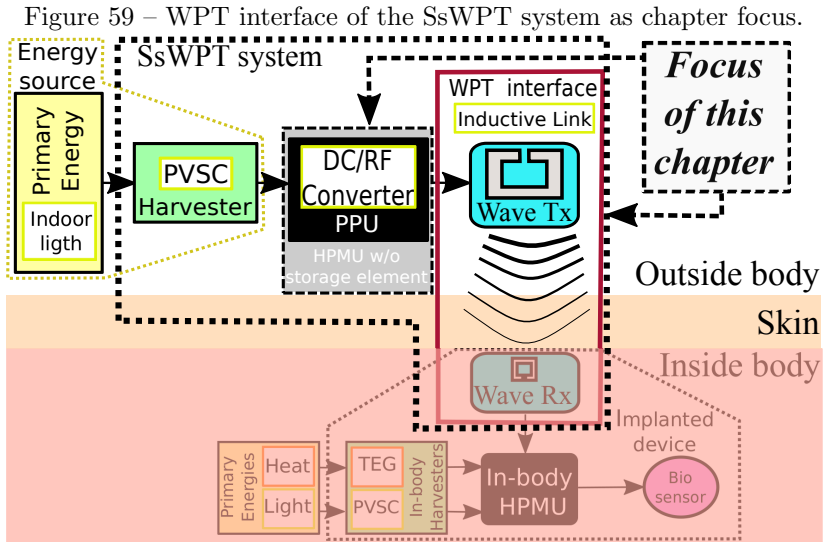 Figure 59 – WPT interface of the SsWPT system as chapter focus.
Energy
source
SsWPT system
Primary
Energy
Indoor
ligth
PVSC
Harvester
DC/RF
Converter
PPU
HPMU w/o
storage element
WPT interface
Inductive Link
Wave Tx
Focus
of this
chapter
Outside body
Skin
Inside body
Wave Rx
Implanted
device
Primary
Energies
Heat
Light
TEG
PVSC
In-body
Harvesters
In-body
HPMU
Bio
sensor